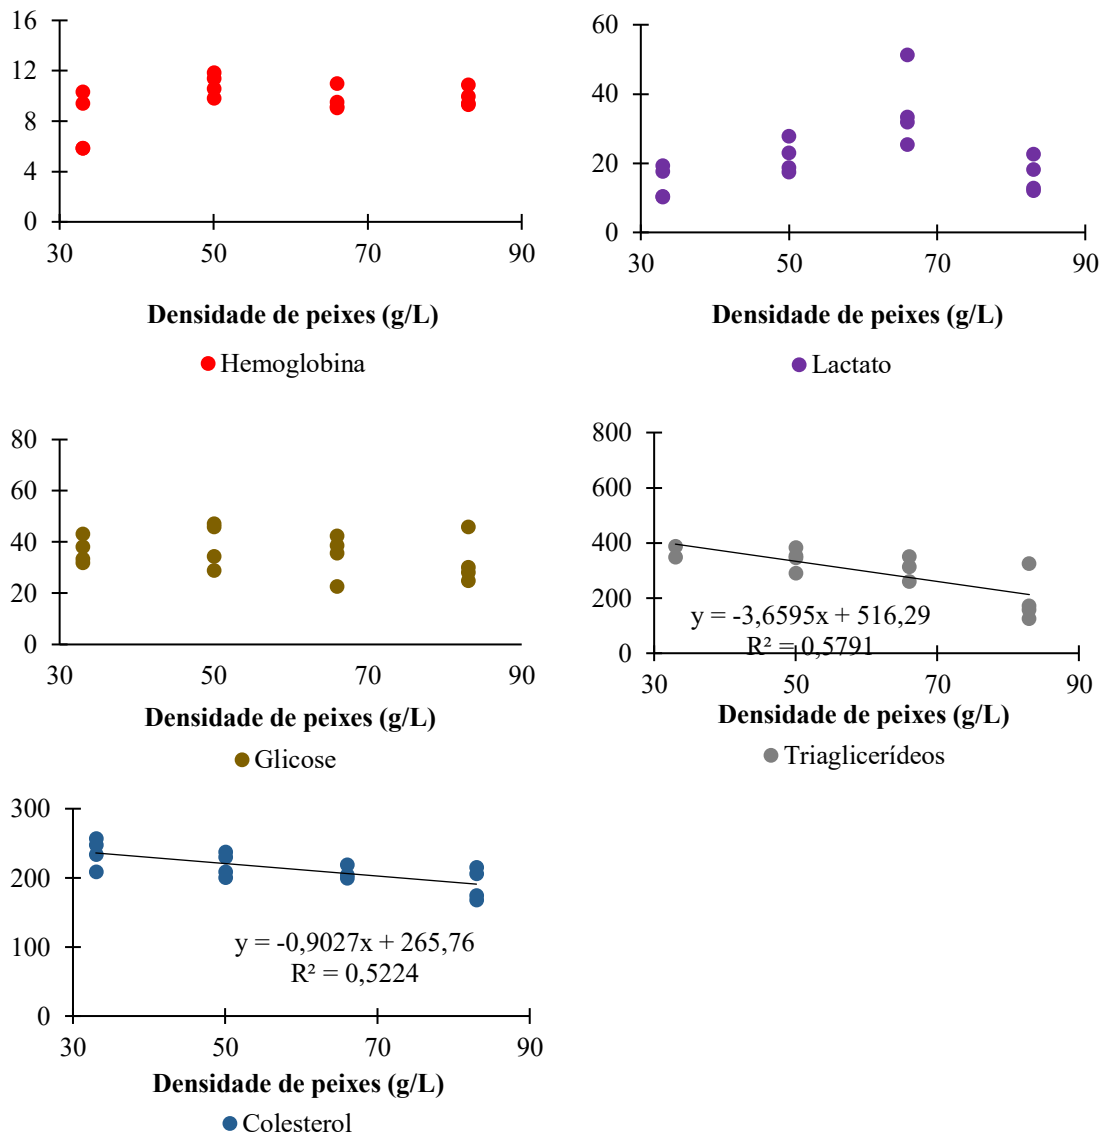 16
12
8
4
0
30 50 70 90
Densidade de peixes (g/L)
Hemoglobina
60
40
20
0
30 50 70 90
Densidade de peixes (g/L)
Lactato
80
60
40
20
0
30 50 70 90
Densidade de peixes (g/L)
Glicose
800
600
400
200
0
y = -3,6595x + 516,29
R² = 0,5791
30 50 70 90
Densidade de peixes (g/L)
Triaglicerídeos
300
200
100
0
y = -0,9027x + 265,76
R² = 0,5224
30 50 70 90
Densidade de peixes (g/L)
Colesterol